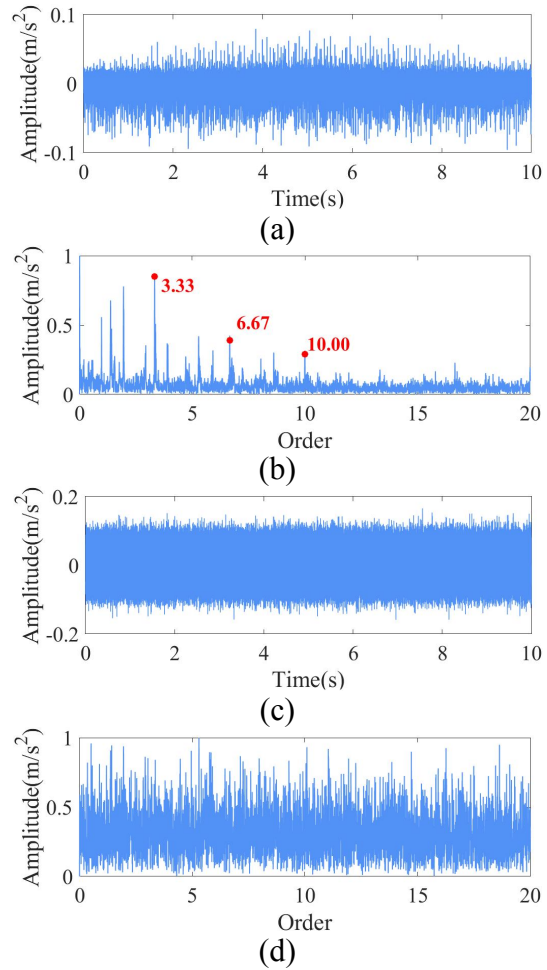 0.1
0
-0.1
Amplitude(m/s²)
0 2 4 6 8 10
Time(s)
(a)
1
0.5
0
Amplitude(m/s²)
3.33
6.67
10.00
0 5 10 15 20
Order
(b)
0.2
0
-0.2
Amplitude(m/s²)
0 2 4 6 8 10
Time(s)
(c)
1
0.5
0
Amplitude(m/s²)
0 5 10 15 20
Order
(d)